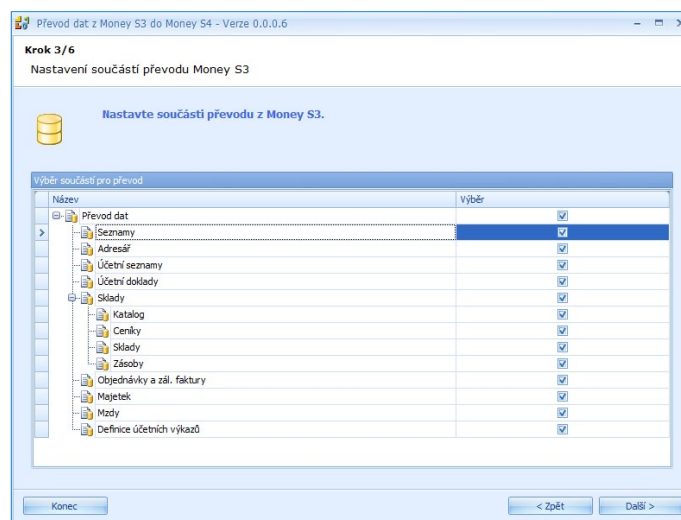 Převod dat z Money S3 do Money S4 - Verze 0.0.0.6
Krok 3/6
Nastavení součástí převodu Money S3
Nastavte součásti převodu z Money S3.
Výběr součástí pro převod
Název Výběr
Převod dat
Seznamy
Adresář
Účetní seznamy
Účetní doklady
Sklady
Katalog
Ceníky
Sklady
Zásoby
Objednávky a zál. faktury
Majetek
Mzdy
Definice účetních výkazů
Konec < Zpět Další >